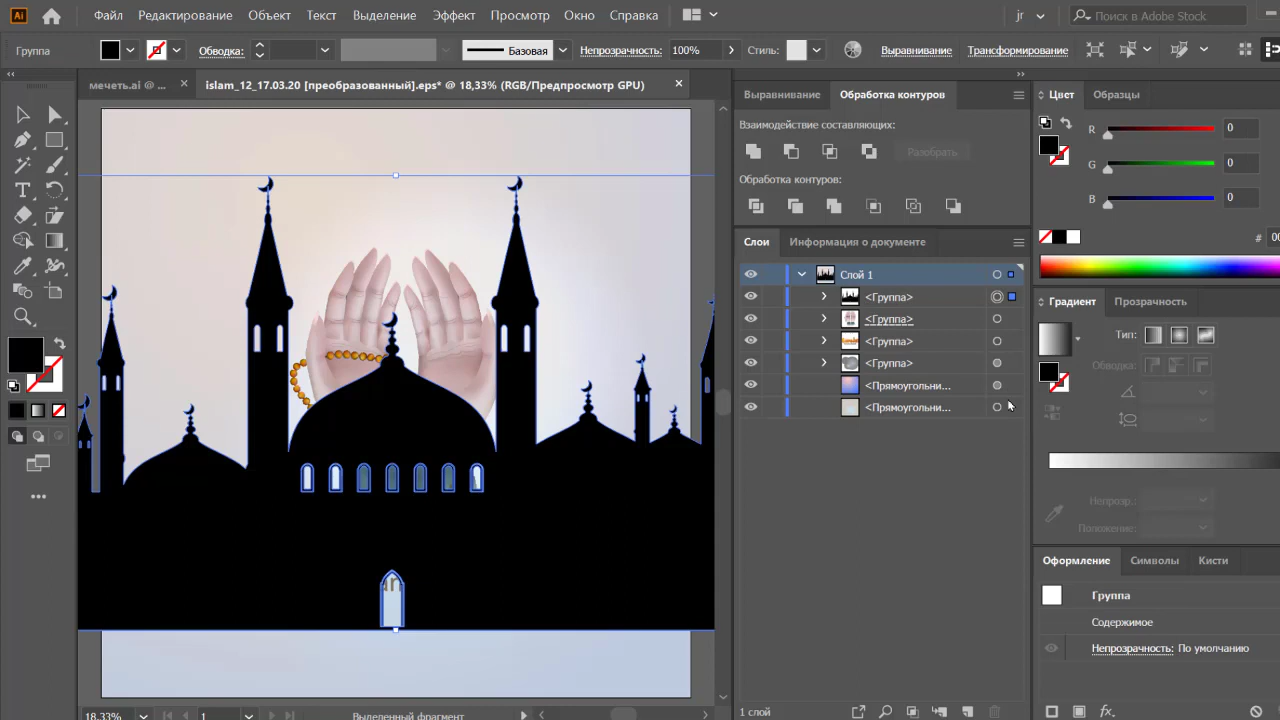 Ai Файл Редактирование Объект Текст Выделение Эффект Просмотр Окно Справка jr Поиск в Adobe Stock
Группа Обводка: Базовая Непрозрачность: 100% Стиль: Выравнивание Трансформирование
мечеть.ai @ ... islam_12_17.03.20 [преобразованный].eps* @ 18,33% (RGB/Предпросмотр GPU)
Выравнивание Обработка контуров
Взаимодействие составляющих:
Разобрать
Обработка контуров:
Слои Информация о документе
Слой 1
<Группа>
<Группа>
<Группа>
<Группа>
<Прямоугольни...
<Прямоугольни...
1 слой
Цвет Образцы
R 0
G 0
B 0
# 00
Градиент Прозрачность
Тип:
Обводка:
Непрозр.:
Положение:
Оформление Символы Кисти
Группа
Содержимое
Непрозрачность: По умолчанию
fx
18,33% 1 Выделенный фрагмент